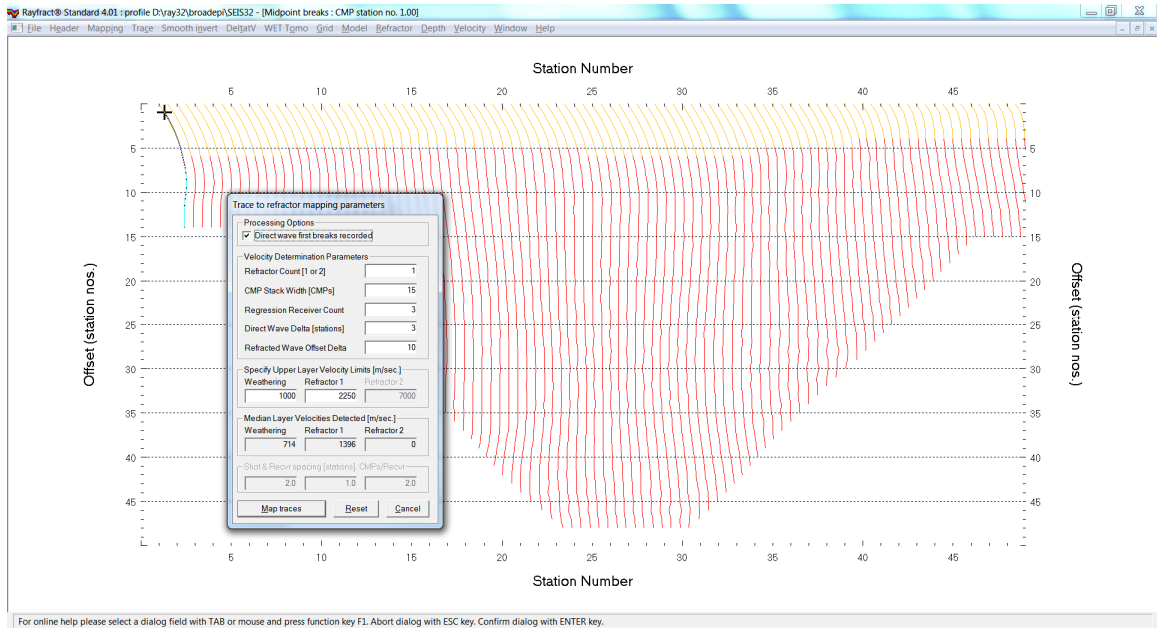 Rayfract® Standard 4.01 : profile D:\ray32\broadepi\SEIS32 - [Midpoint breaks : CMP station no. 1.00]
File Header Mapping Trace Smooth invert DeltatV WET Tomo Grid Model Refractor Depth Velocity Window Help
Station Number
5 10 15 20 25 30 35 40 45
Offset (station nos.)
5 5
10 10
15 15
20 20
25 25
30 30
35 35
40 40
45 45
Offset (station nos.)
Trace to refractor mapping parameters
Processing Options
Direct wave first breaks recorded
Velocity Determination Parameters
Refractor Count [1 or 2] 1
CMP Stack Width [CMPs] 15
Regression Receiver Count 3
Direct Wave Delta [stations] 3
Refracted Wave Offset Delta 10
Specify Upper Layer Velocity Limits [m/sec.]
Weathering Refractor 1 Refractor 2
1000 2250 7000
Median Layer Velocities Detected [m/sec.]
Weathering Refractor 1 Refractor 2
714 1396 0
Shot & Recvr spacing [stations], CMPs/Recvr
2.0 1.0 2.0
Map traces Reset Cancel
5 10 15 20 25 30 35 40 45
Station Number
For online help please select a dialog field with TAB or mouse and press function key F1. Abort dialog with ESC key. Confirm dialog with ENTER key.